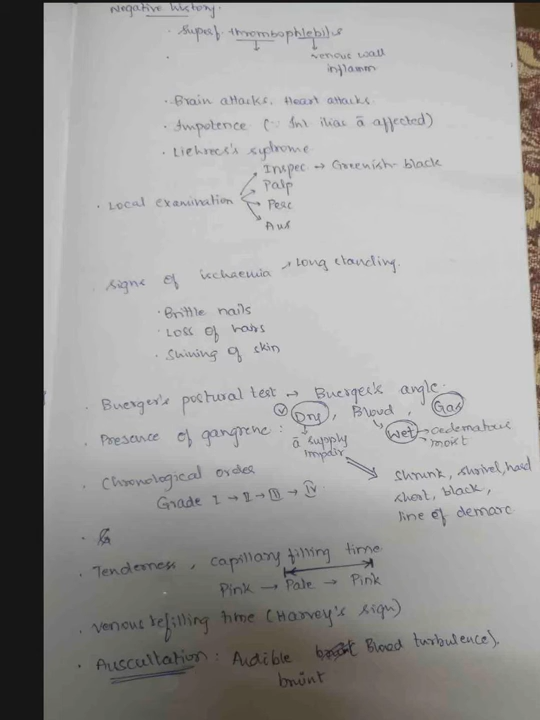 Negative history.
· Superf. thrombophlebitis
venous wall
inflamm
· Brain attacks, Heart attacks
· Impotence (∵ Int iliac ā affected)
· Liehrecs's sydrome
· Local examination → Inspec → Greenish-black
→ Palp
→ Perc
→ Aus
Signs of ischaemia → Long standing.
· Brittle nails
· Loss of hairs
· Shining of skin
· Buerger's postural test → Buerger's angle.
· Presence of gangrene : Dry, Blood, Gas
ā supply
impair
Wet → oedematous
→ moist
· Chronological order
Grade I → II → III → IV.
shrunk, shrivel, hard
short, black,
line of demarc
· G
· Tenderness, capillary filling time
Pink → Pale → Pink
· Venous refilling time (Harvey's sign)
· Auscultation : Audible Blood turbulence).
bruint